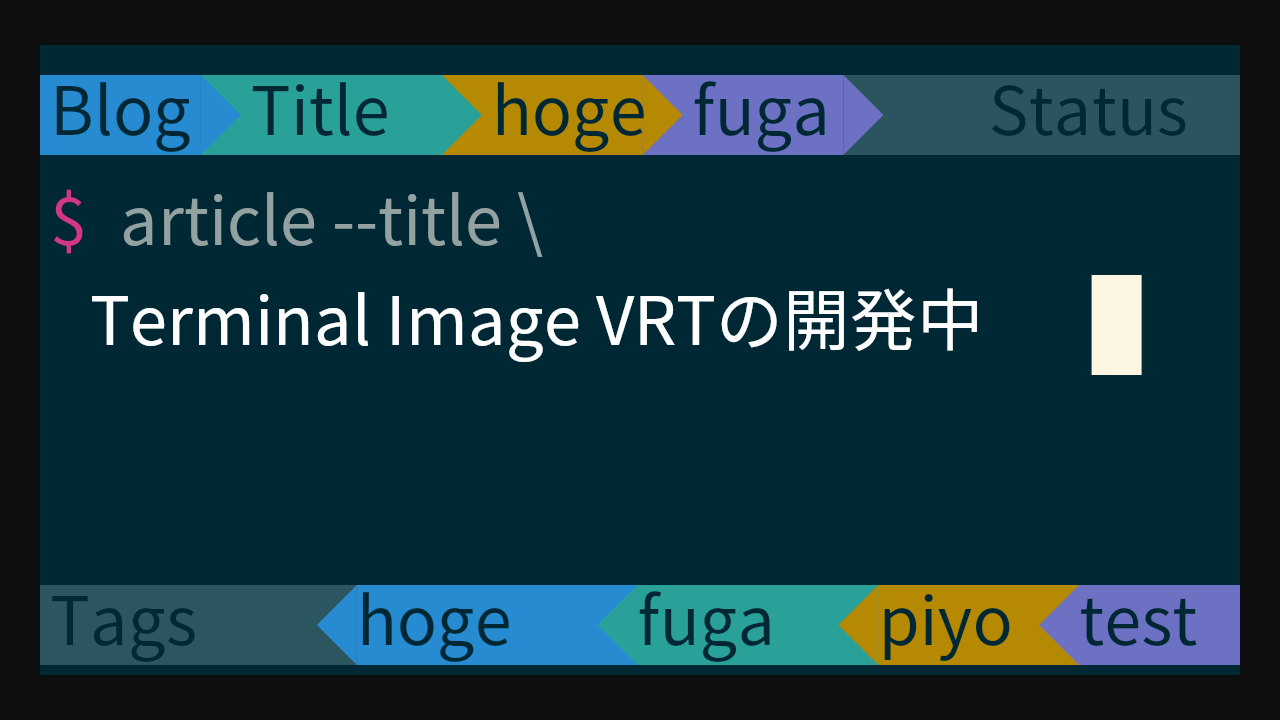 Blog Title hoge fuga Status
$ article --title \
Terminal Image VRTの開発中
Tags hoge fuga piyo test